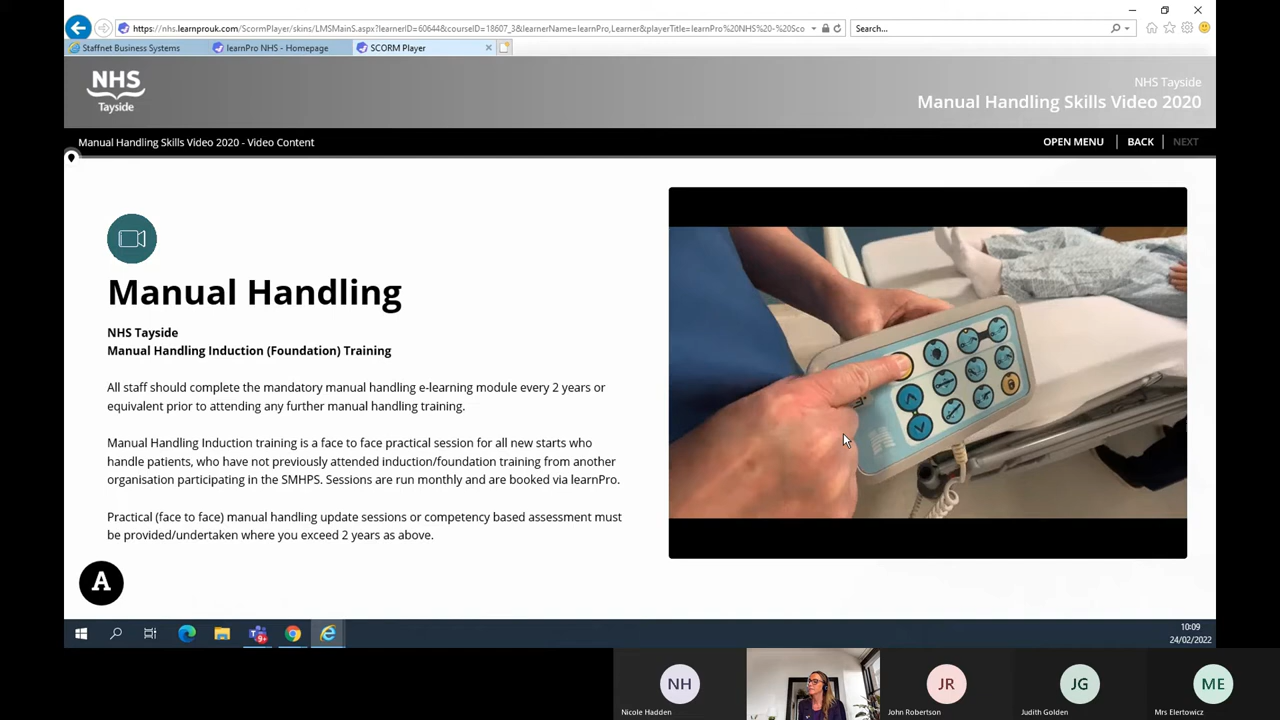 https://nhs.learnprouk.com/ScormPlayer/skins/LMSMainS.aspx?learnerID=60644&courseID=18607_3&learnerName=learnPro,Learner&playerTitle=learnPro%20NHS%20-%20Sco
Search...
Staffnet Business Systems
learnPro NHS - Homepage
SCORM Player
NHS
Tayside
NHS Tayside
Manual Handling Skills Video 2020
Manual Handling Skills Video 2020 - Video Content
OPEN MENU
BACK
NEXT
Manual Handling
NHS Tayside
Manual Handling Induction (Foundation) Training
All staff should complete the mandatory manual handling e-learning module every 2 years or
equivalent prior to attending any further manual handling training.
Manual Handling Induction training is a face to face practical session for all new starts who
handle patients, who have not previously attended induction/foundation training from another
organisation participating in the SMHPS. Sessions are run monthly and are booked via learnPro.
Practical (face to face) manual handling update sessions or competency based assessment must
be provided/undertaken where you exceed 2 years as above.
A
9+
10:09
24/02/2022
NH
JR
JG
ME
Nicole Hadden
John Robertson
Judith Golden
Mrs Elertowicz